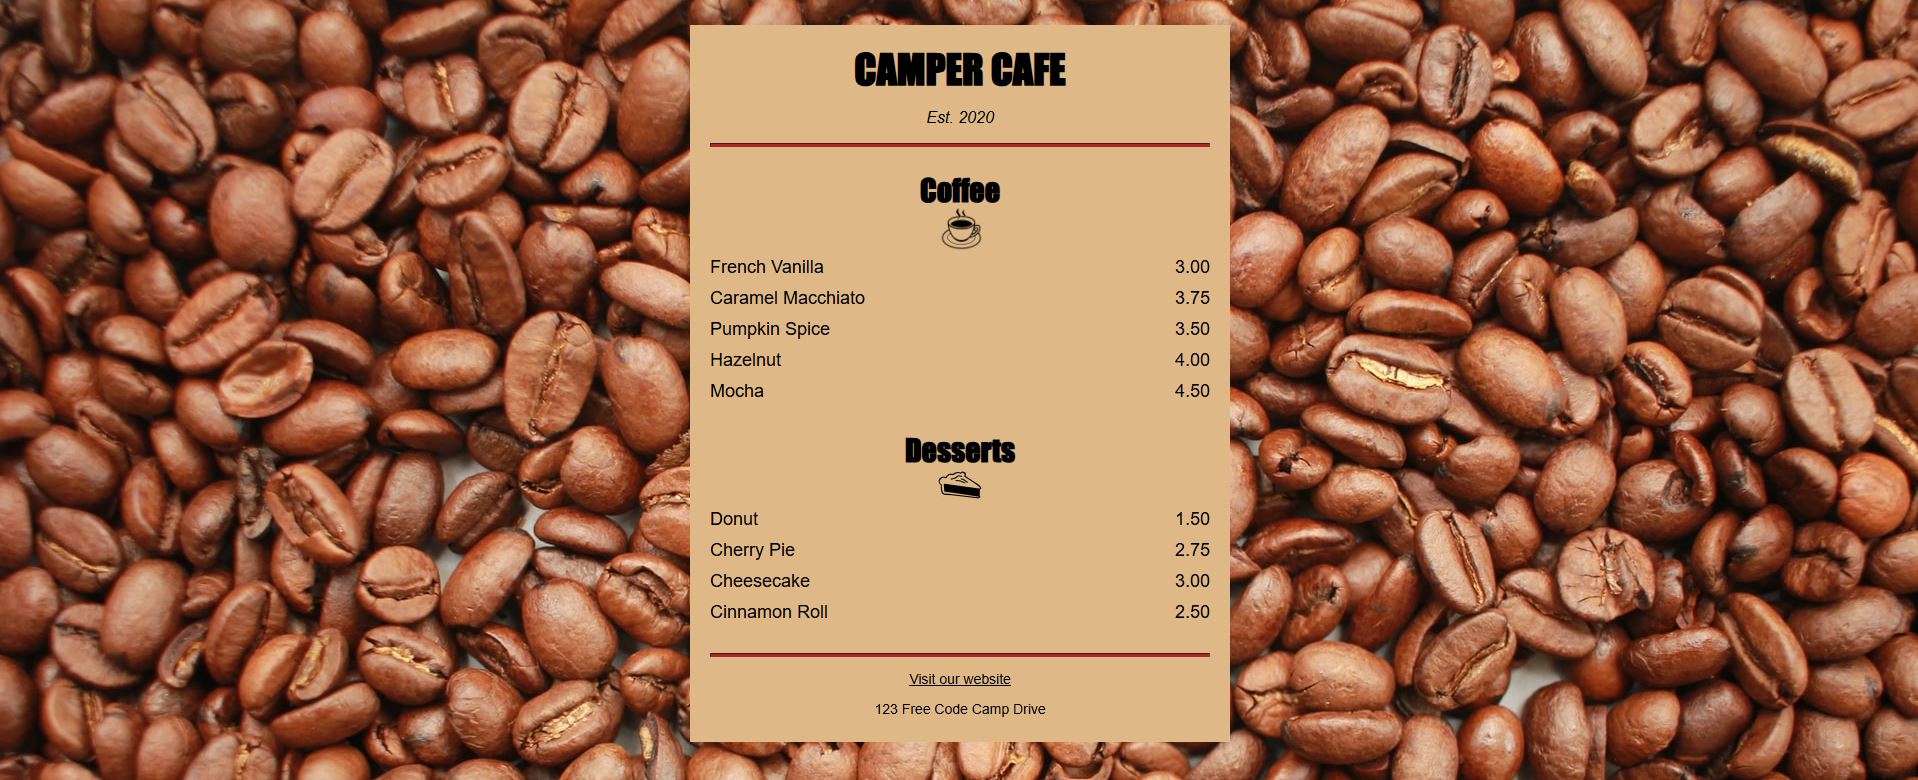 CAMPER CAFE
Est. 2020
Coffee
French Vanilla 3.00
Caramel Macchiato 3.75
Pumpkin Spice 3.50
Hazelnut 4.00
Mocha 4.50
Desserts
Donut 1.50
Cherry Pie 2.75
Cheesecake 3.00
Cinnamon Roll 2.50
Visit our website
123 Free Code Camp Drive